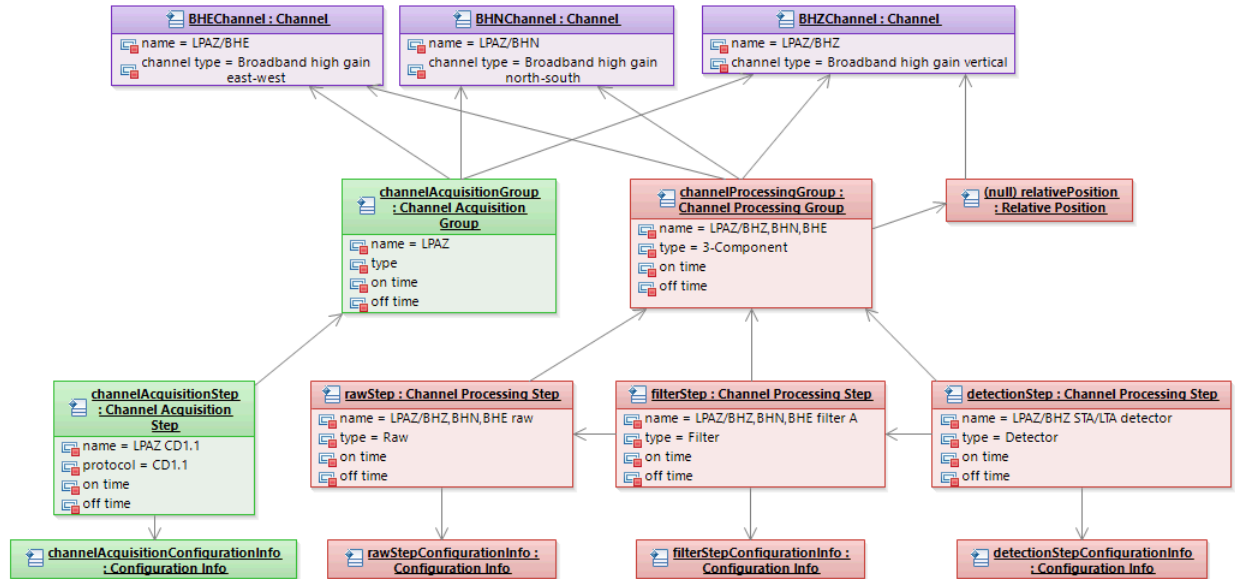 BHEChannel : Channel
name = LPAZ/BHE
channel type = Broadband high gain
east-west
BHNChannel : Channel
name = LPAZ/BHN
channel type = Broadband high gain
north-south
BHZChannel : Channel
name = LPAZ/BHZ
channel type = Broadband high gain vertical
channelAcquisitionGroup
: Channel Acquisition
Group
name = LPAZ
type
on time
off time
channelProcessingGroup :
Channel Processing Group
name = LPAZ/BHZ,BHN,BHE
type = 3-Component
on time
off time
(null) relativePosition
: Relative Position
channelAcquisitionStep
: Channel Acquisition
Step
name = LPAZ CD1.1
protocol = CD1.1
on time
off time
rawStep : Channel Processing Step
name = LPAZ/BHZ,BHN,BHE raw
type = Raw
on time
off time
filterStep : Channel Processing Step
name = LPAZ/BHZ,BHN,BHE filter A
type = Filter
on time
off time
detectionStep : Channel Processing Step
name = LPAZ/BHZ STA/LTA detector
type = Detector
on time
off time
channelAcquisitionConfigurationInfo
: Configuration Info
rawStepConfigurationInfo :
Configuration Info
filterStepConfigurationInfo :
Configuration Info
detectionStepConfigurationInfo
: Configuration Info